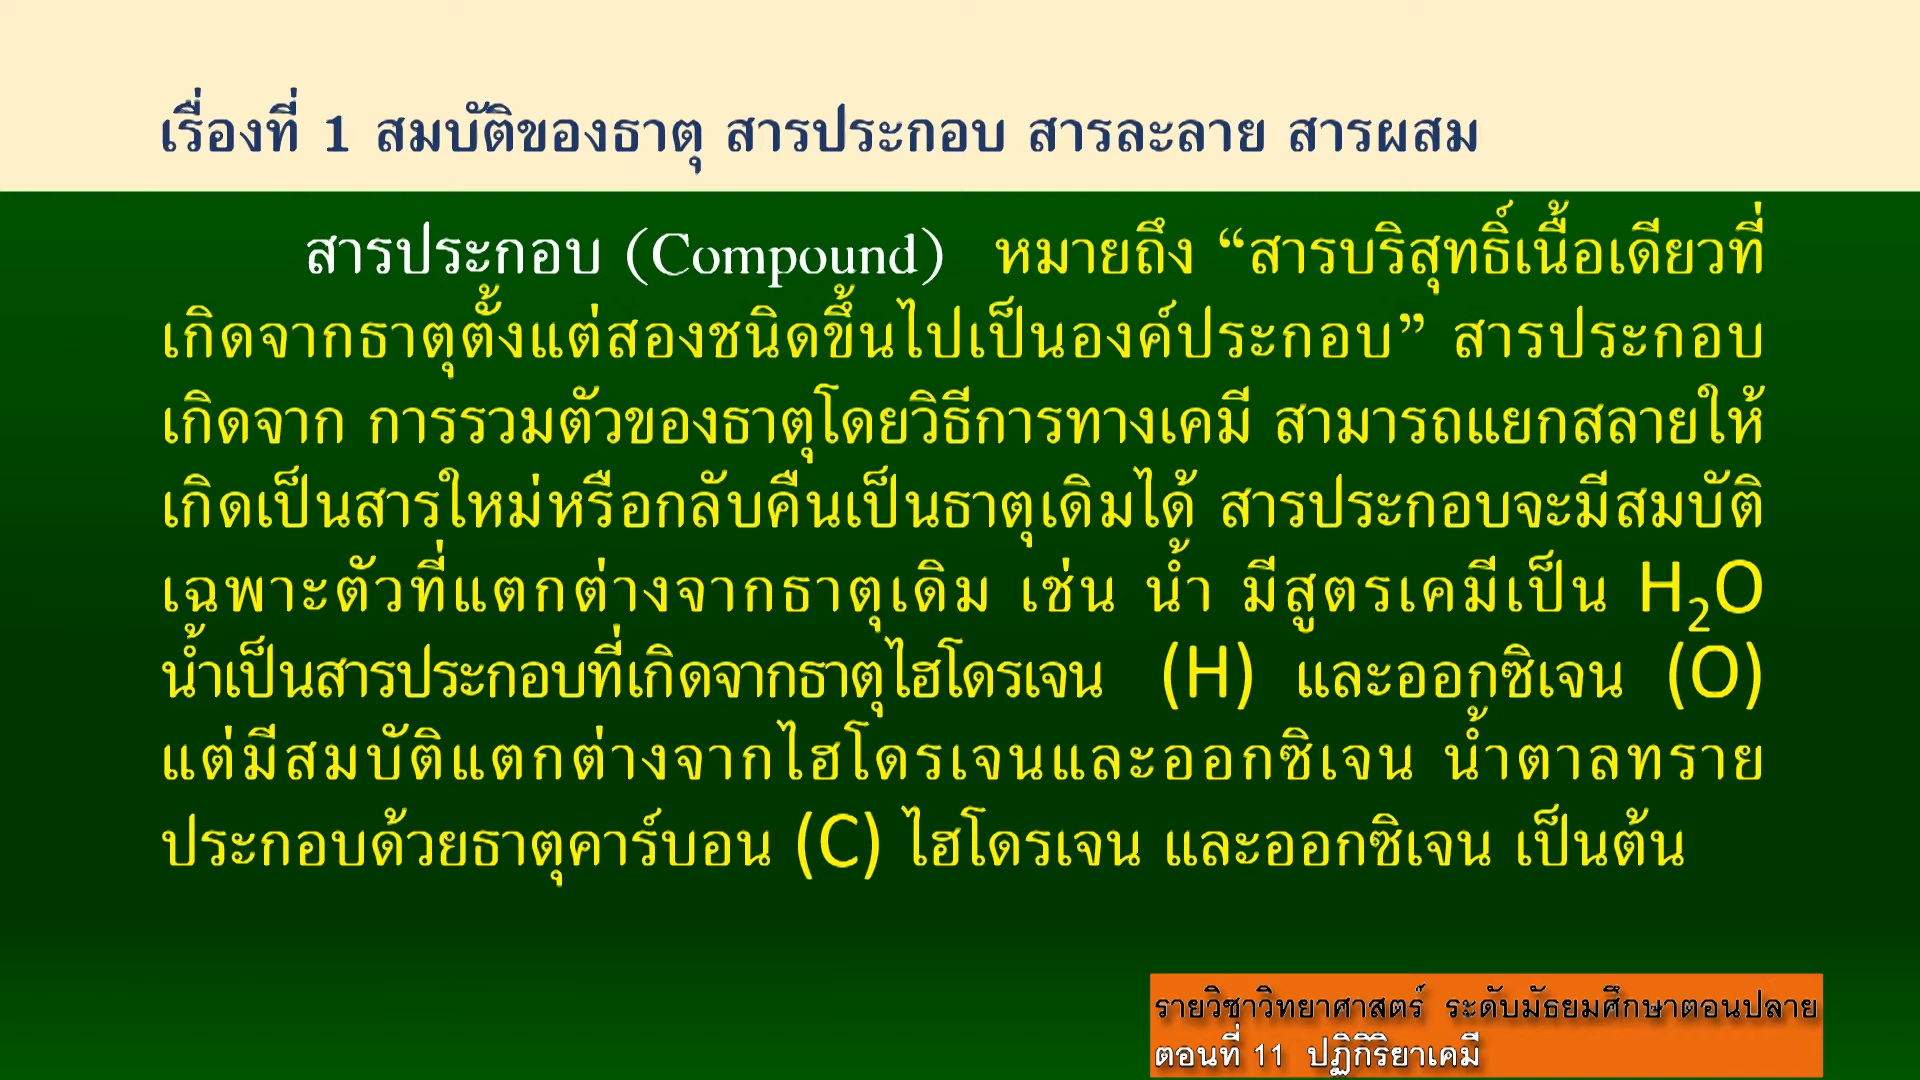 เรื่องที่ 1 สมบัติของธาตุ สารประกอบ สารละลาย สารผสม
สารประกอบ (Compound) หมายถึง “สารบริสุทธิ์เนื้อเดียวที่
เกิดจากธาตุตั้งแต่สองชนิดขึ้นไปเป็นองค์ประกอบ” สารประกอบ
เกิดจาก การรวมตัวของธาตุโดยวิธีการทางเคมี สามารถแยกสลายให้
เกิดเป็นสารใหม่หรือกลับคืนเป็นธาตุเดิมได้ สารประกอบจะมีสมบัติ
เฉพาะตัวที่แตกต่างจากธาตุเดิม เช่น น้ำ มีสูตรเคมีเป็น H₂O
น้ำเป็นสารประกอบที่เกิดจากธาตุไฮโดรเจน (H) และออกซิเจน (O)
แต่มีสมบัติแตกต่างจากไฮโดรเจนและออกซิเจน น้ำตาลทราย
ประกอบด้วยธาตุคาร์บอน (C) ไฮโดรเจน และออกซิเจน เป็นต้น
รายวิชาวิทยาศาสตร์ ระดับมัธยมศึกษาตอนปลาย
ตอนที่ 11 ปฏิกิริยาเคมี